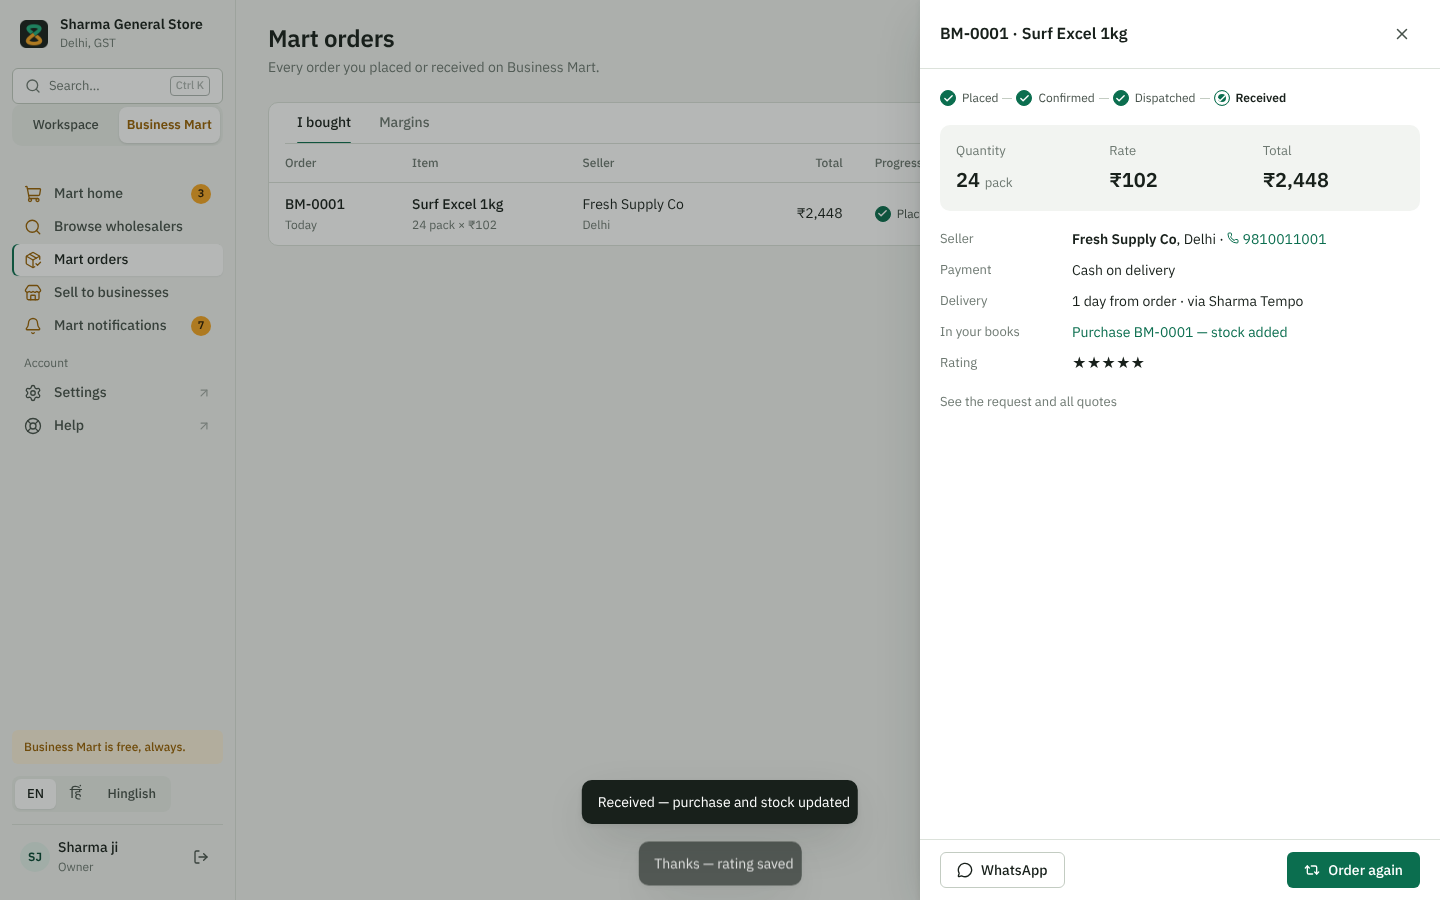 Sharma General Store
Delhi, GST
Search...
Ctrl K
Workspace
Business Mart
Mart home
3
Browse wholesalers
Mart orders
Sell to businesses
Mart notifications
7
Account
Settings
Help
Business Mart is free, always.
EN
हिं
Hinglish
SJ
Sharma ji
Owner
Mart orders
Every order you placed or received on Business Mart.
I bought
Margins
Order
Item
Seller
Total
Progress
BM-0001
Surf Excel 1kg
Fresh Supply Co
₹2,448
Today
24 pack × ₹102
Delhi
Received — purchase and stock updated
Thanks — rating saved
BM-0001 · Surf Excel 1kg
Placed
Confirmed
Dispatched
Received
Quantity
Rate
Total
24 pack
₹102
₹2,448
Seller
Fresh Supply Co, Delhi · 9810011001
Payment
Cash on delivery
Delivery
1 day from order · via Sharma Tempo
In your books
Purchase BM-0001 — stock added
Rating
★★★★★
See the request and all quotes
WhatsApp
Order again